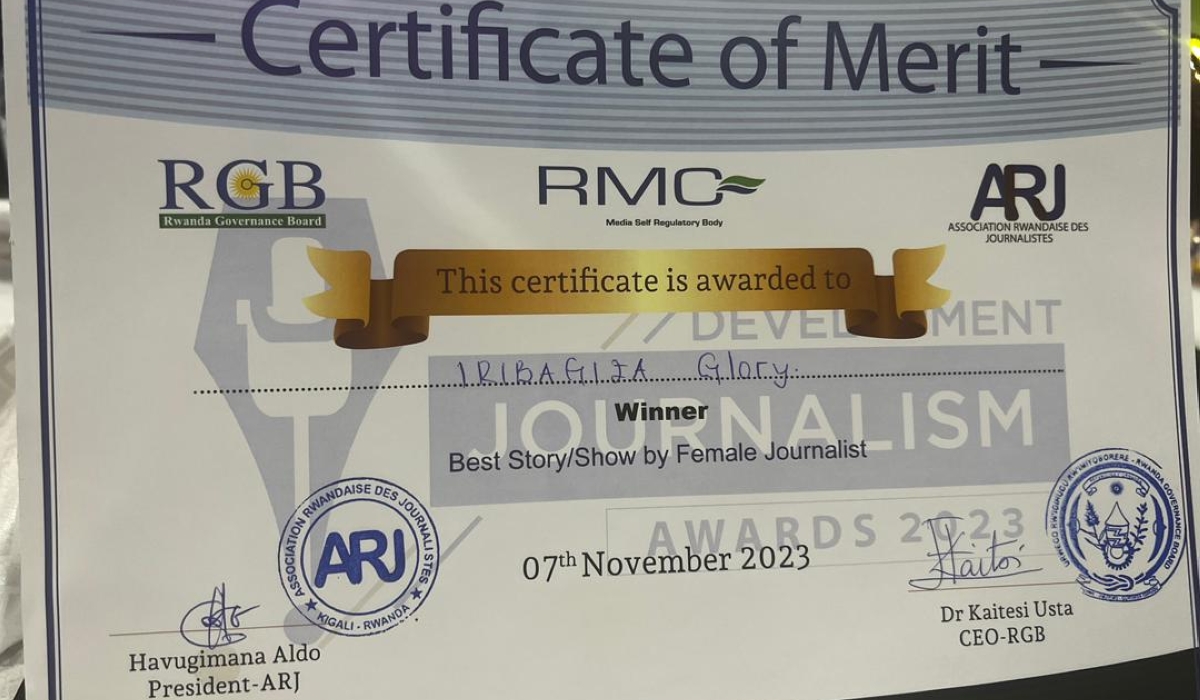 Certificate of Merit
RGB
Rwanda Governance Board
RMC
Media Self Regulatory Body
ARJ
ASSOCIATION RWANDAISE DES
JOURNALISTES
This certificate is awarded to
IRIBAGIZA Glory.
Winner
Best Story/Show by Female Journalist
JOURNALISM
AWARDS 2023
07th November 2023
ASSOCIATION RWANDAISE DES JOURNALISTES
ARJ
KIGALI - RWANDA
Havugimana Aldo
President-ARJ
RWANDA GOVERNANCE BOARD
Dr Kaitesi Usta
CEO-RGB